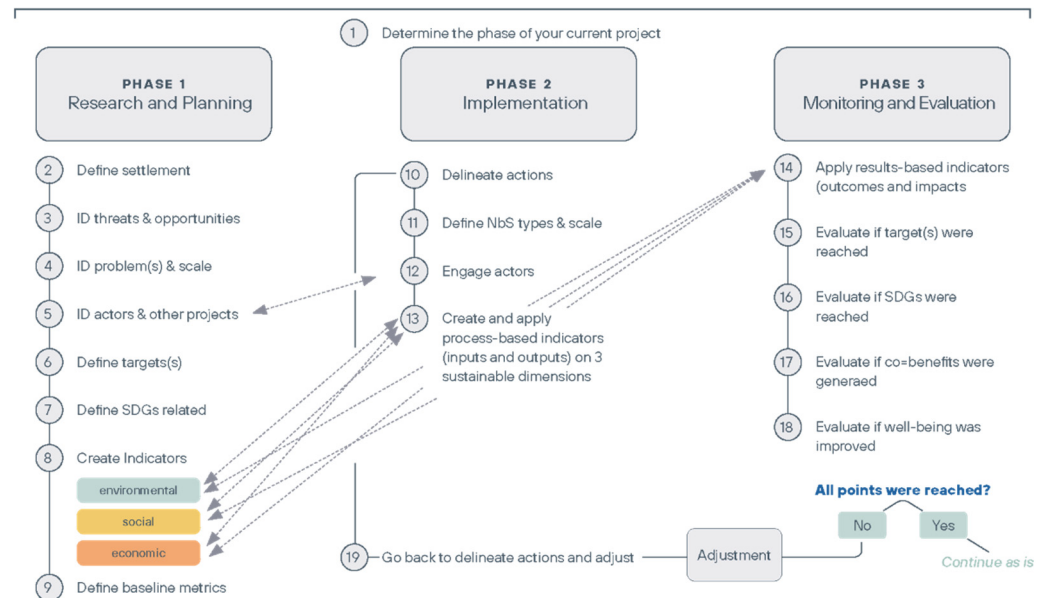 1 Determine the phase of your current project
PHASE 1
Research and Planning
2 Define settlement
3 ID threats & opportunities
4 ID problem(s) & scale
5 ID actors & other projects
6 Define targets(s)
7 Define SDGs related
8 Create Indicators
environmental
social
economic
9 Define baseline metrics
PHASE 2
Implementation
10 Delineate actions
11 Define NbS types & scale
12 Engage actors
13 Create and apply
process-based indicators
(inputs and outputs) on 3
sustainable dimensions
PHASE 3
Monitoring and Evaluation
14 Apply results-based indicators
(outcomes and impacts
15 Evaluate if target(s) were
reached
16 Evaluate if SDGs were
reached
17 Evaluate if co=benefits were
generaed
18 Evaluate if well-being was
improved
All points were reached?
No
Yes
Continue as is
Adjustment
19 Go back to delineate actions and adjust